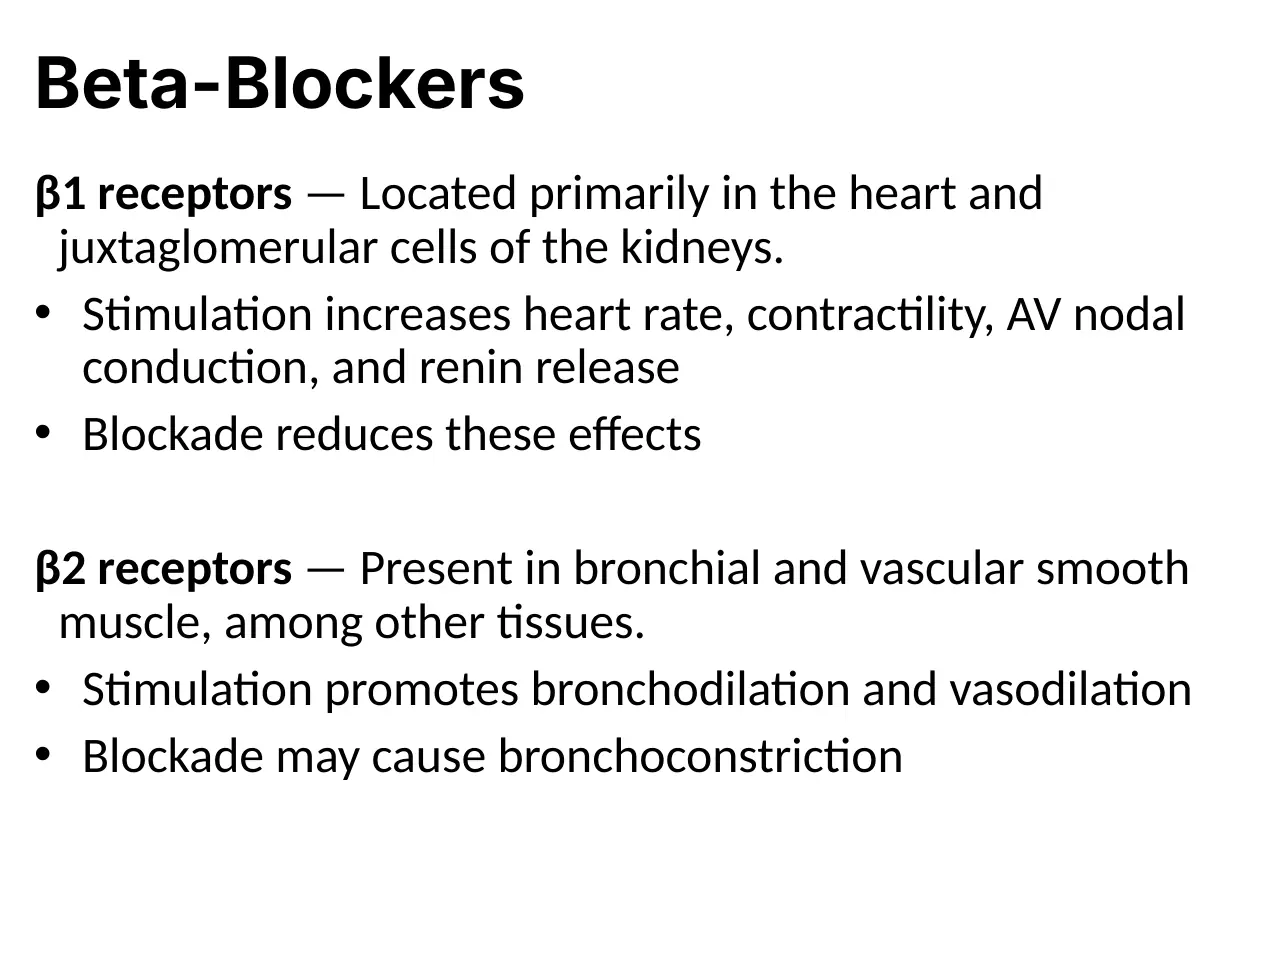 Beta-Blockers
β1 receptors — Located primarily in the heart and
juxtaglomerular cells of the kidneys.
• Stimulation increases heart rate, contractility, AV nodal
conduction, and renin release
• Blockade reduces these effects
β2 receptors — Present in bronchial and vascular smooth
muscle, among other tissues.
• Stimulation promotes bronchodilation and vasodilation
• Blockade may cause bronchoconstriction